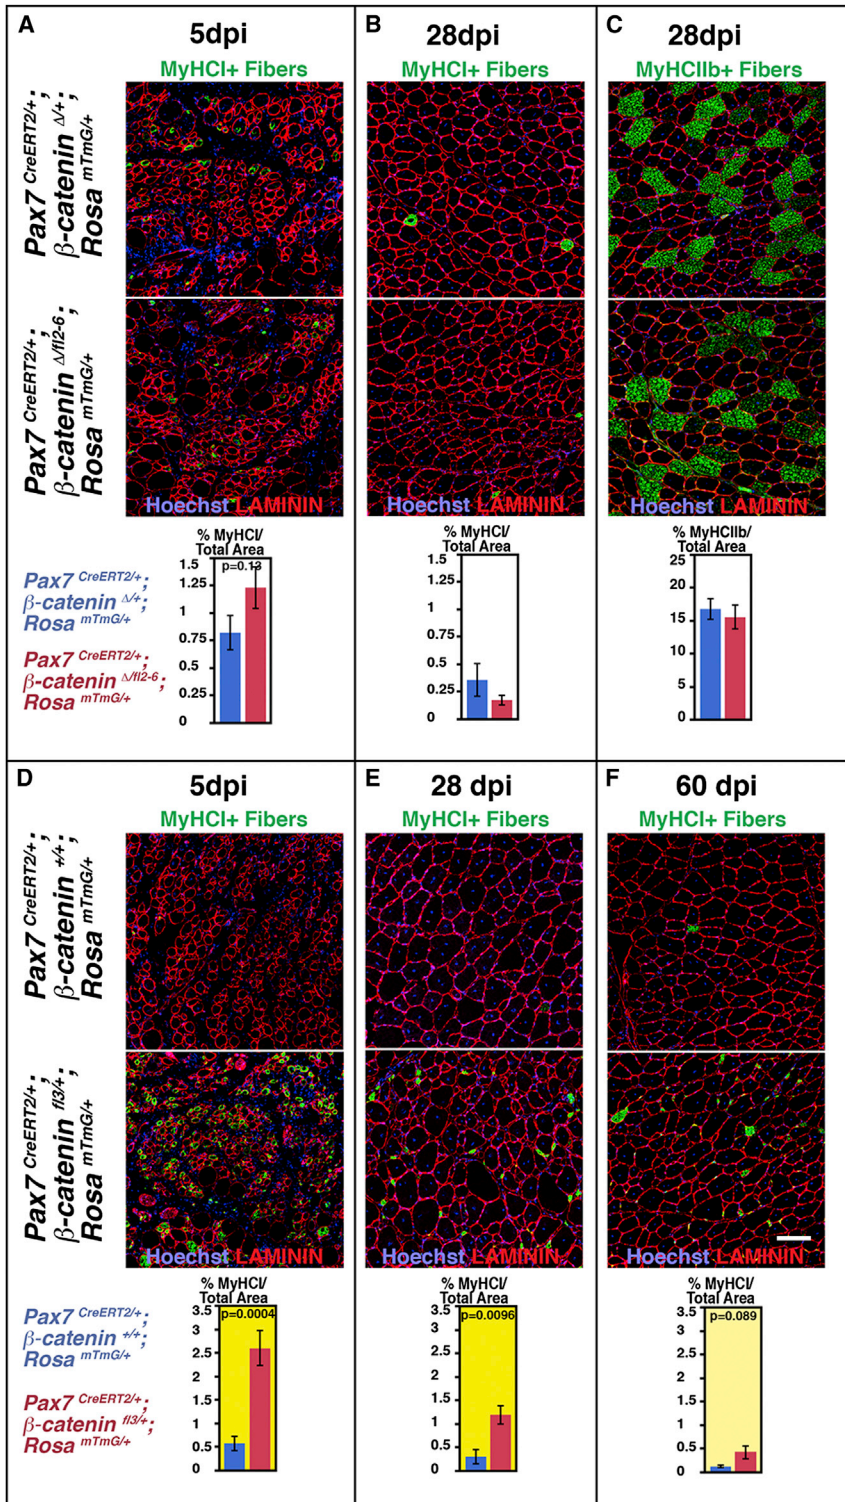 A
5dpi
MyHCI+ Fibers
B
28dpi
MyHCI+ Fibers
C
28dpi
MyHCIIb+ Fibers
Pax7 CreERT2/+;
β-catenin Δ/+;
Rosa mTmG/+
Pax7 CreERT2/+;
β-catenin Δ/fl2-6;
Rosa mTmG/+
Hoechst LAMININ
Hoechst LAMININ
Hoechst LAMININ
Pax7 CreERT2/+;
β-catenin Δ/+;
Rosa mTmG/+
Pax7 CreERT2/+;
β-catenin Δ/fl2-6;
Rosa mTmG/+
% MyHCI/
Total Area
p=0.13
1.5
1.25
1
0.75
0.5
0.25
0
% MyHCI/
Total Area
1.5
1.25
1
0.75
0.5
0.25
0
% MyHCIIb/
Total Area
25
20
15
10
5
0
D
5dpi
MyHCI+ Fibers
E
28 dpi
MyHCI+ Fibers
F
60 dpi
MyHCI+ Fibers
Pax7 CreERT2/+;
β-catenin +/+;
Rosa mTmG/+
Pax7 CreERT2/+;
β-catenin fl3/+;
Rosa mTmG/+
Hoechst LAMININ
Hoechst LAMININ
Hoechst LAMININ
Pax7 CreERT2/+;
β-catenin +/+;
Rosa mTmG/+
Pax7 CreERT2/+;
β-catenin fl3/+;
Rosa mTmG/+
% MyHCI/
Total Area
p=0.0004
3.5
3
2.5
2
1.5
1
0.5
0
% MyHCI/
Total Area
p=0.0096
3.5
3
2.5
2
1.5
1
0.5
0
% MyHCI/
Total Area
p=0.089
3.5
3
2.5
2
1.5
1
0.5
0